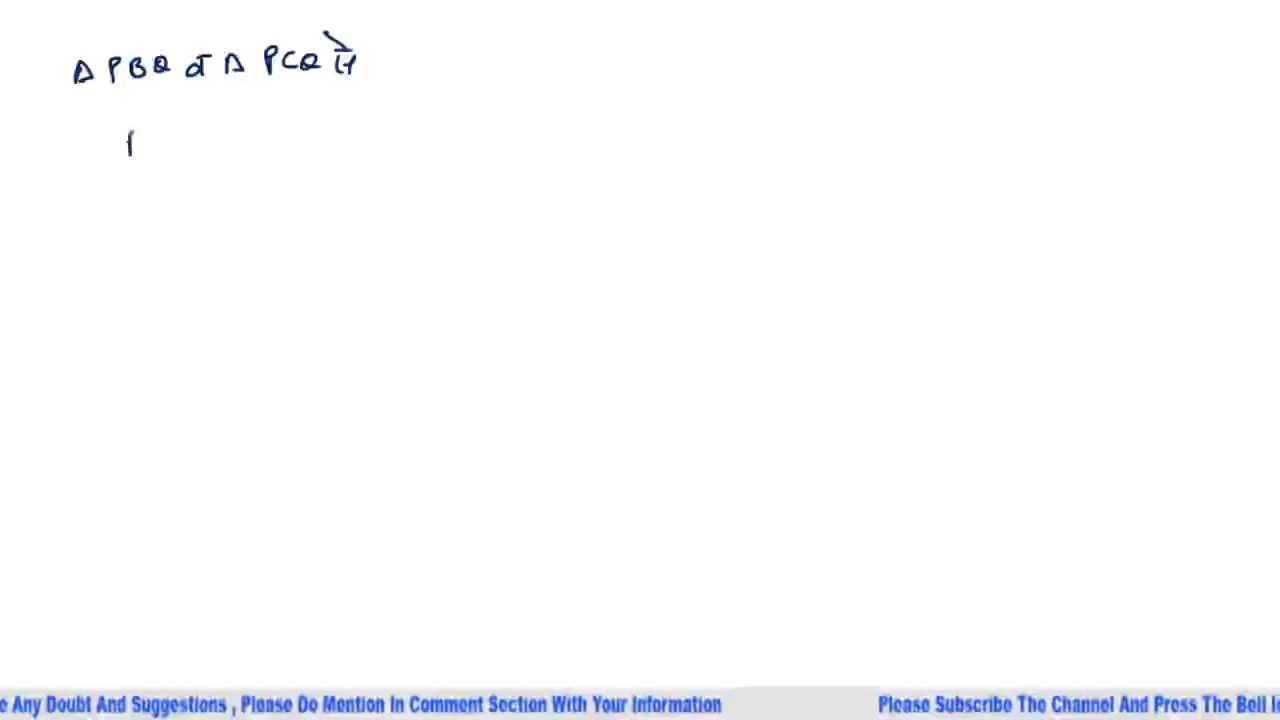 Δ PBQ ਤੇ Δ PCQ ਤੋਂ
e Any Doubt And Suggestions , Please Do Mention In Comment Section With Your Information Please Subscribe The Channel And Press The Bell I